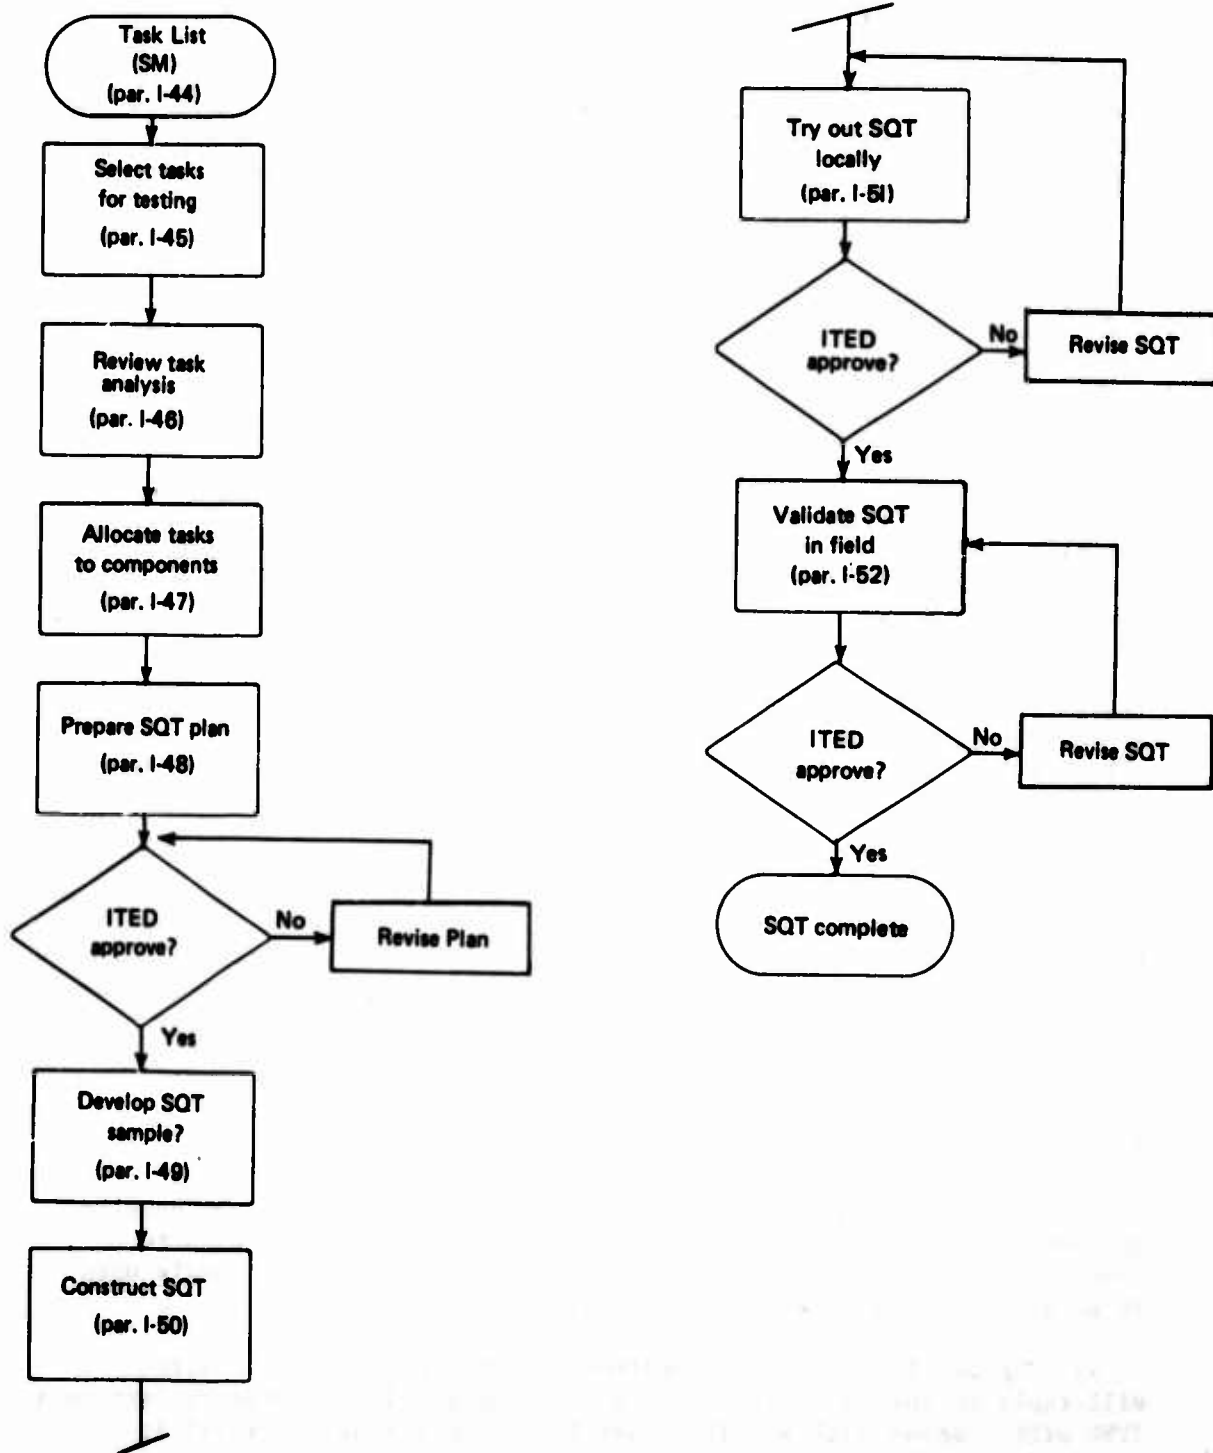 Task List
(SM)
(par. I-44)
Select tasks
for testing
(par. I-45)
Review task
analysis
(par. I-46)
Allocate tasks
to components
(par. I-47)
Prepare SQT plan
(par. I-48)
ITED
approve?
No
Revise Plan
Yes
Develop SQT
sample?
(par. I-49)
Construct SQT
(par. I-50)
Try out SQT
locally
(par. I-51)
ITED
approve?
No
Revise SQT
Yes
Validate SQT
in field
(par. I-52)
ITED
approve?
No
Revise SQT
Yes
SQT complete